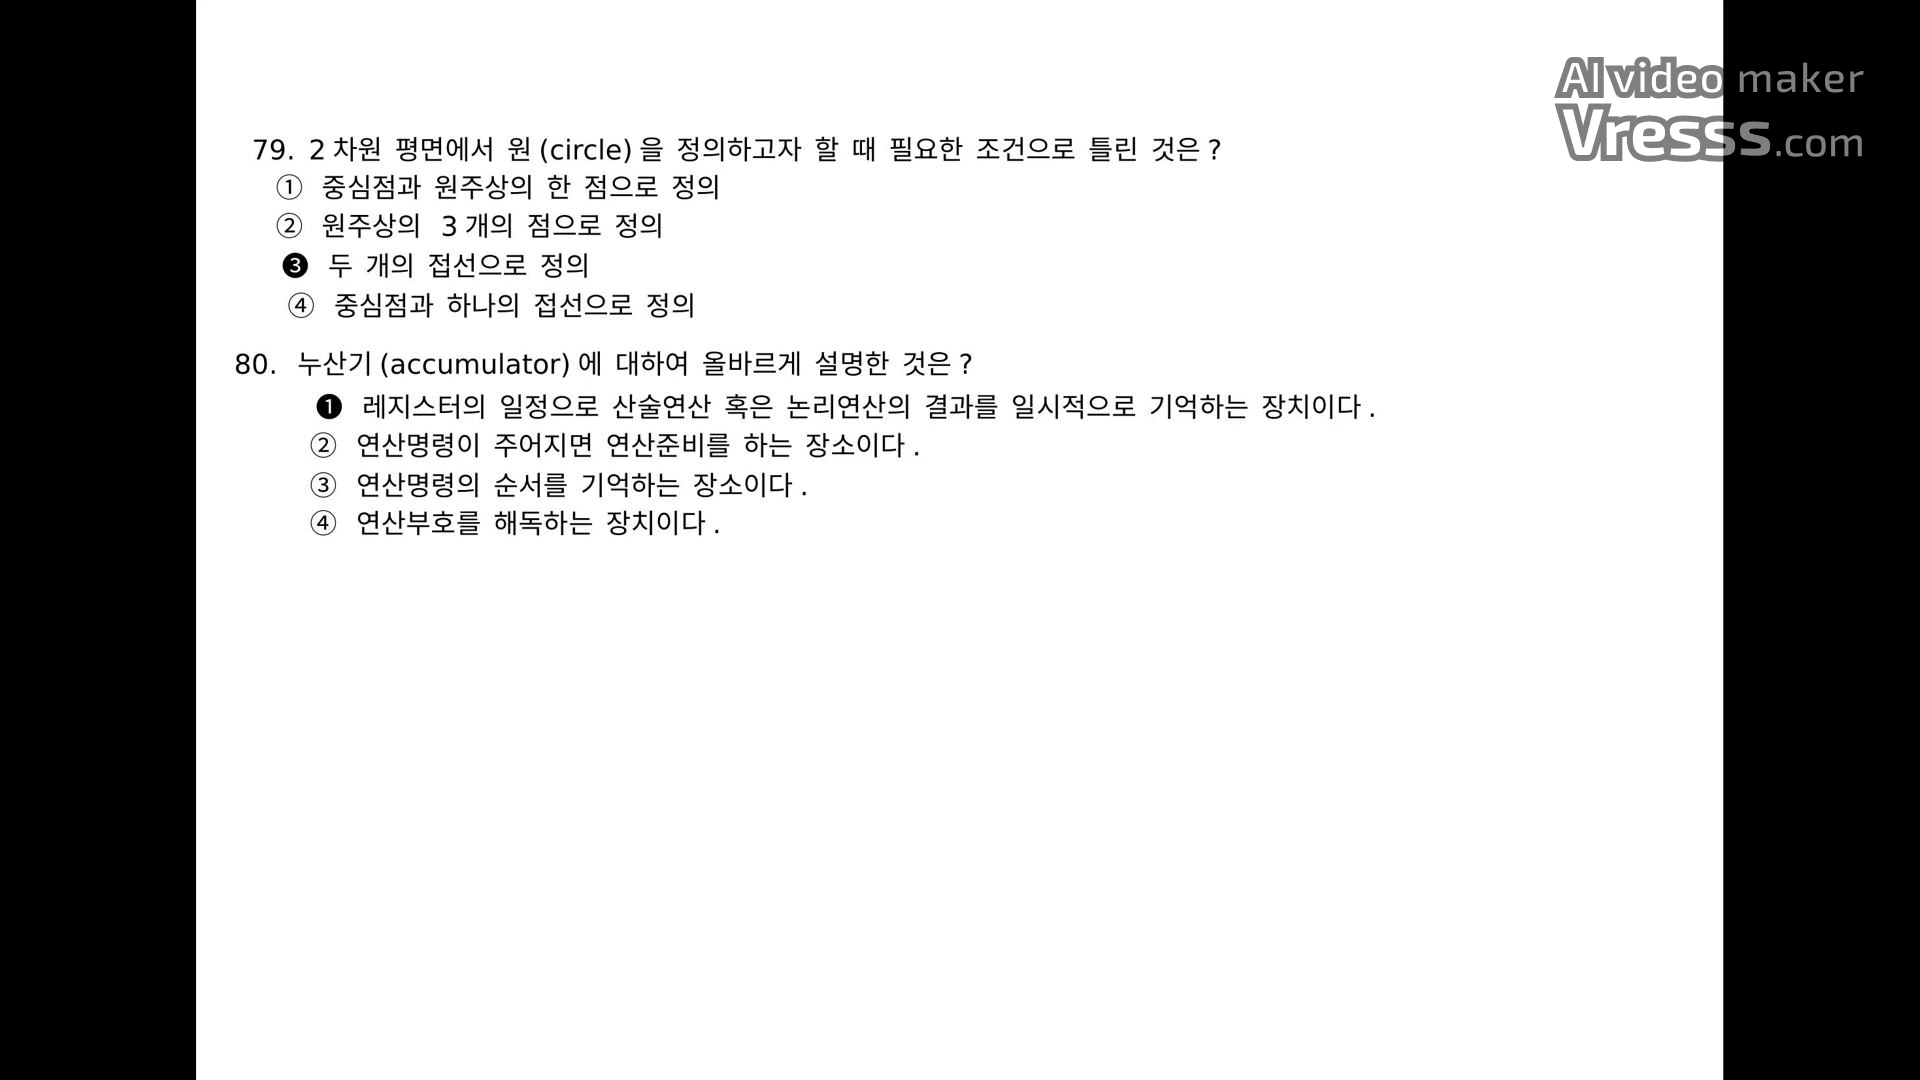 AI video maker
Vresss.com
79. 2차원 평면에서 원(circle)을 정의하고자 할 때 필요한 조건으로 틀린 것은?
① 중심점과 원주상의 한 점으로 정의
② 원주상의 3개의 점으로 정의
❸ 두 개의 접선으로 정의
④ 중심점과 하나의 접선으로 정의
80. 누산기(accumulator)에 대하여 올바르게 설명한 것은?
❶ 레지스터의 일정으로 산술연산 혹은 논리연산의 결과를 일시적으로 기억하는 장치이다.
② 연산명령이 주어지면 연산준비를 하는 장소이다.
③ 연산명령의 순서를 기억하는 장소이다.
④ 연산부호를 해독하는 장치이다.